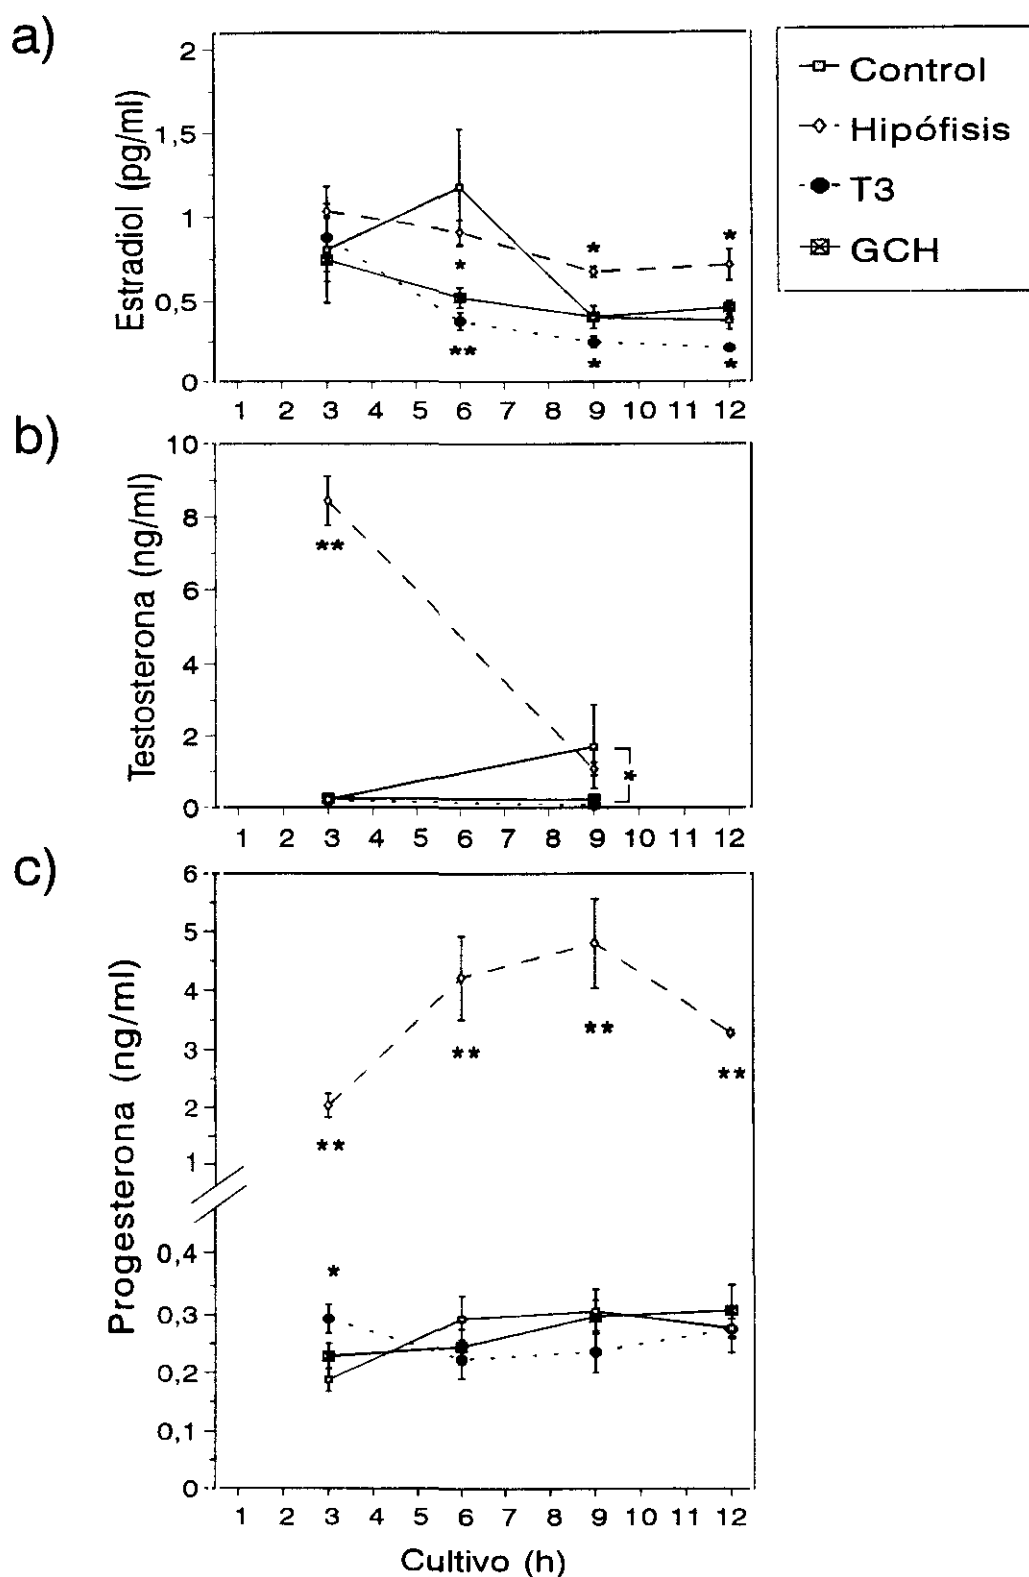 a)
Estradiol (pg/ml)
2
1,5
1
0,5
0
*
*
*
**
*
*
1 2 3 4 5 6 7 8 9 10 11 12
Control
Hipófisis
T3
GCH
b)
Testosterona (ng/ml)
10
8
6
4
2
0
**
*
1 2 3 4 5 6 7 8 9 10 11 12
c)
Progesterona (ng/ml)
6
5
4
3
2
1
0,4
0,3
0,2
0,1
0
**
**
**
**
*
1 2 3 4 5 6 7 8 9 10 11 12
Cultivo (h)